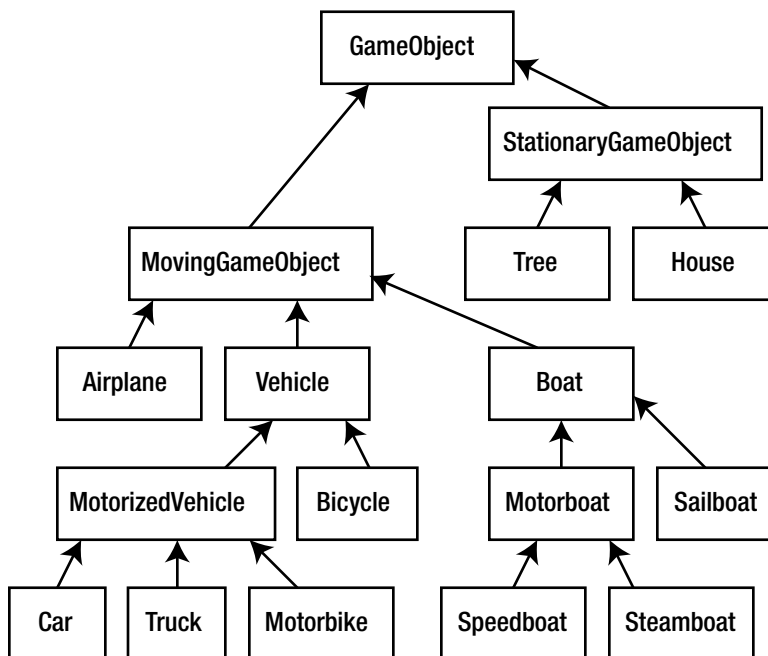 GameObject
StationaryGameObject
MovingGameObject
Tree
House
Airplane
Vehicle
Boat
MotorizedVehicle
Bicycle
Motorboat
Sailboat
Car
Truck
Motorbike
Speedboat
Steamboat